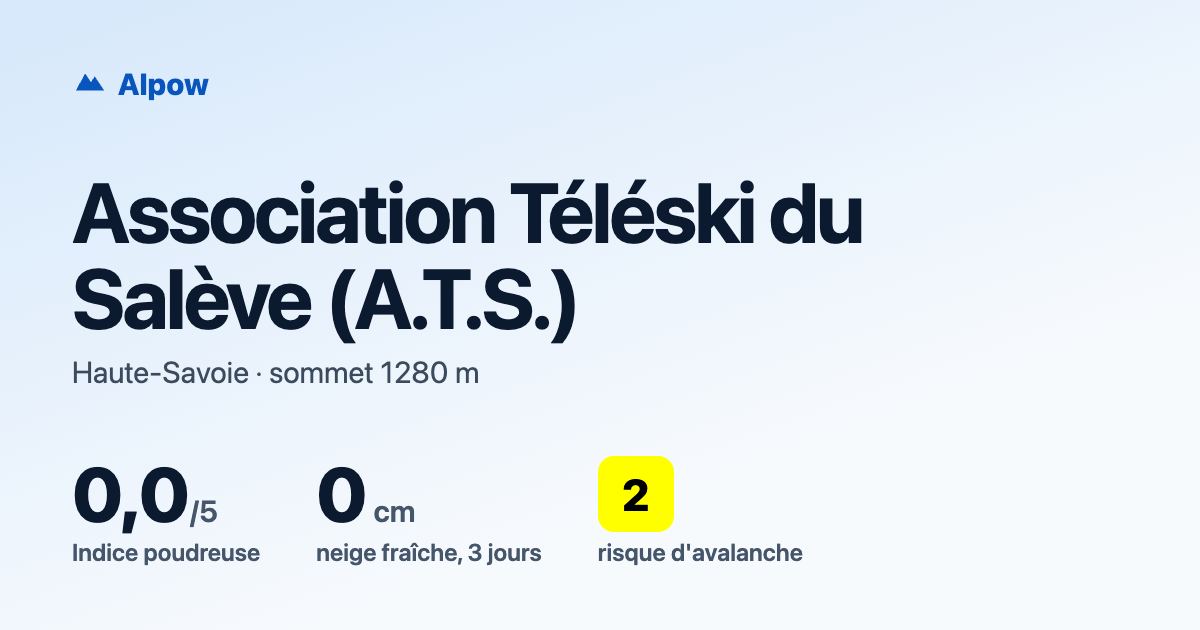 Alpow
Association Téléski du
Salève (A.T.S.)
Haute-Savoie · sommet 1280 m
0,0/5
Indice poudreuse
0 cm
neige fraîche, 3 jours
2
risque d'avalanche